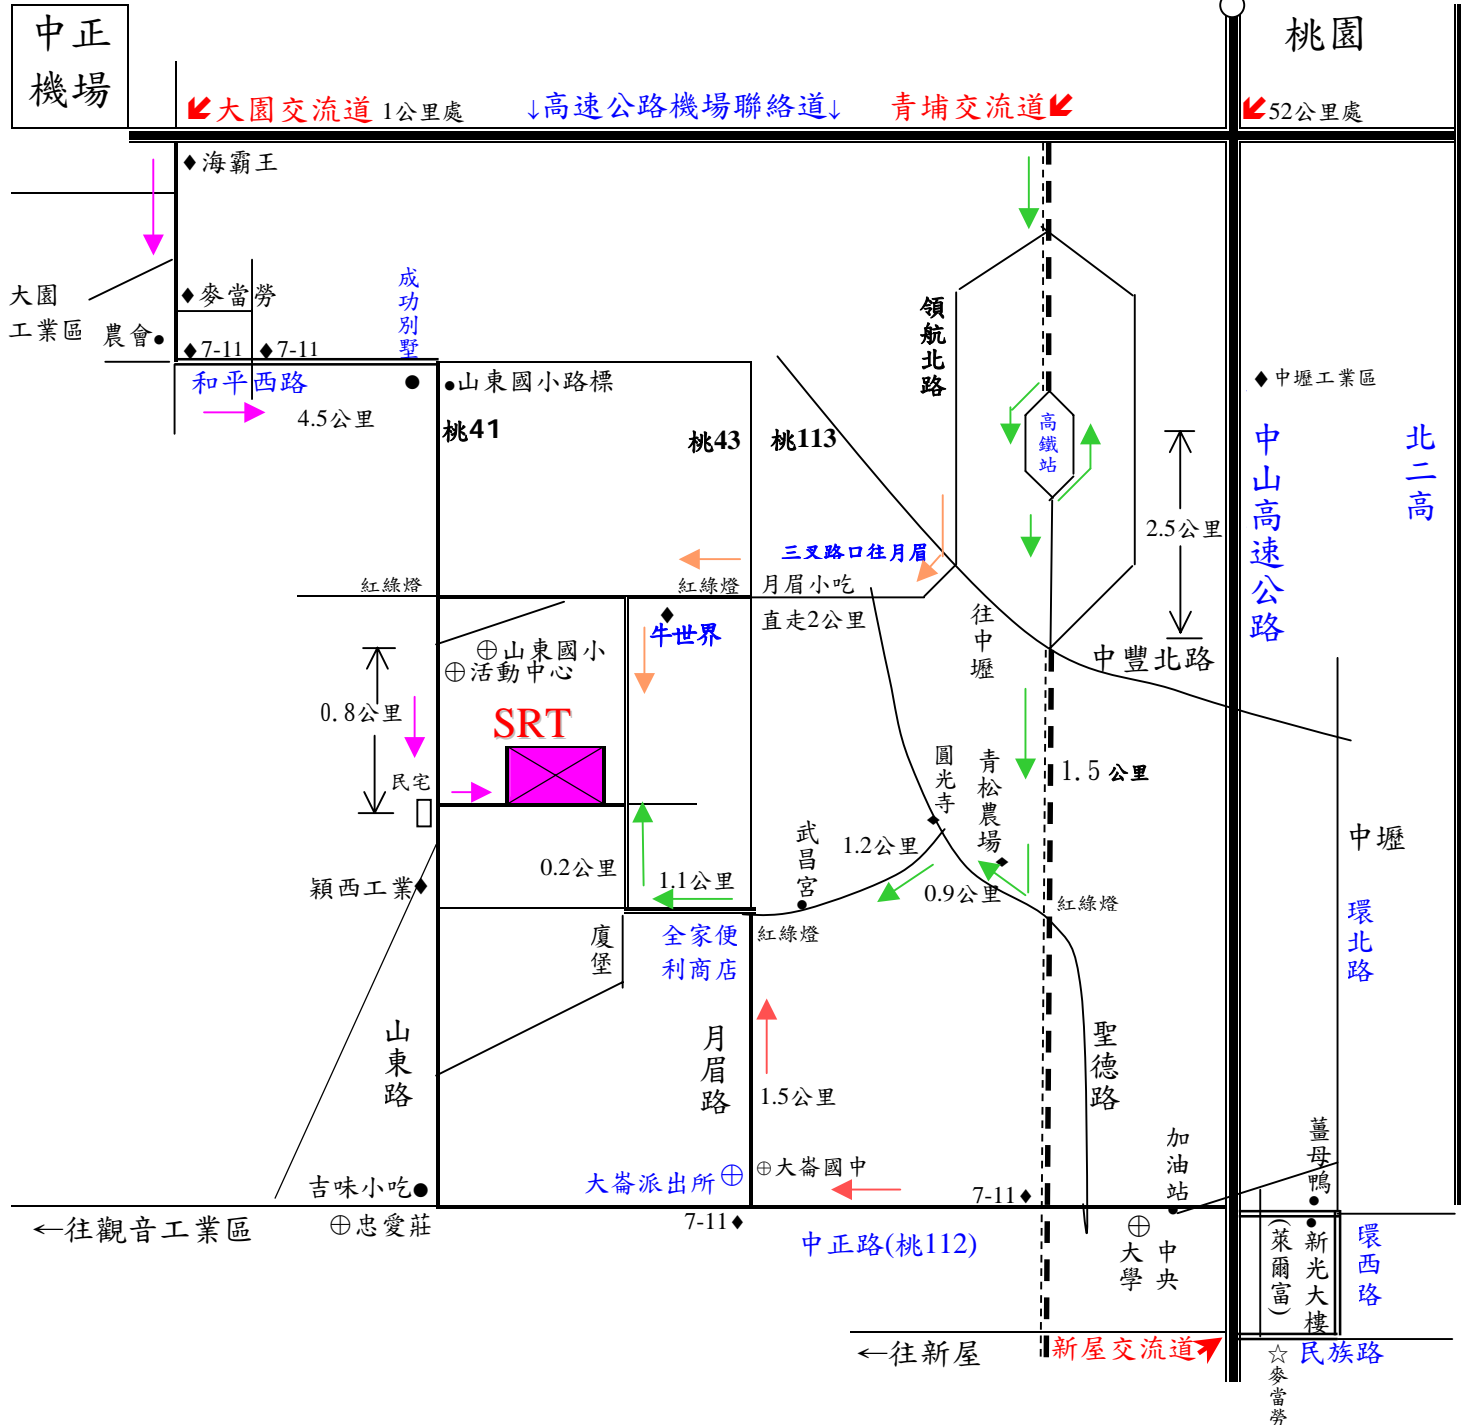 中正
機場
桃園
大園交流道 1公里處
↓高速公路機場聯絡道↓
青埔交流道
52公里處
♦海霸王
大園
工業區
♦麥當勞
農會●
♦7-11 ♦7-11
成功別墅
和平西路
4.5公里
●山東國小路標
桃41
桃43
桃113
領航北路
高鐵站
♦中壢工業區
中山高速公路
北二高
2.5公里
三叉路口往月眉
紅綠燈
紅綠燈
月眉小吃
直走2公里
牛世界
往中壢
中豐北路
⊕山東國小
⊕活動中心
0.8公里
SRT
民宅
圓光寺
青松農場
1.5公里
武昌宮
1.2公里
中壢
0.2公里
1.1公里
0.9公里
紅綠燈
穎西工業♦
環北路
廈堡
全家便
利商店
紅綠燈
山東路
月眉路
聖德路
1.5公里
加油站
薑母鴨
吉味小吃●
大崙派出所⊕
⊕大崙國中
7-11♦
←往觀音工業區
⊕忠愛莊
7-11♦
中正路(桃112)
⊕
中央
大學
(萊爾富)
新光大樓
環西路
←往新屋
新屋交流道
☆麥當勞
民族路